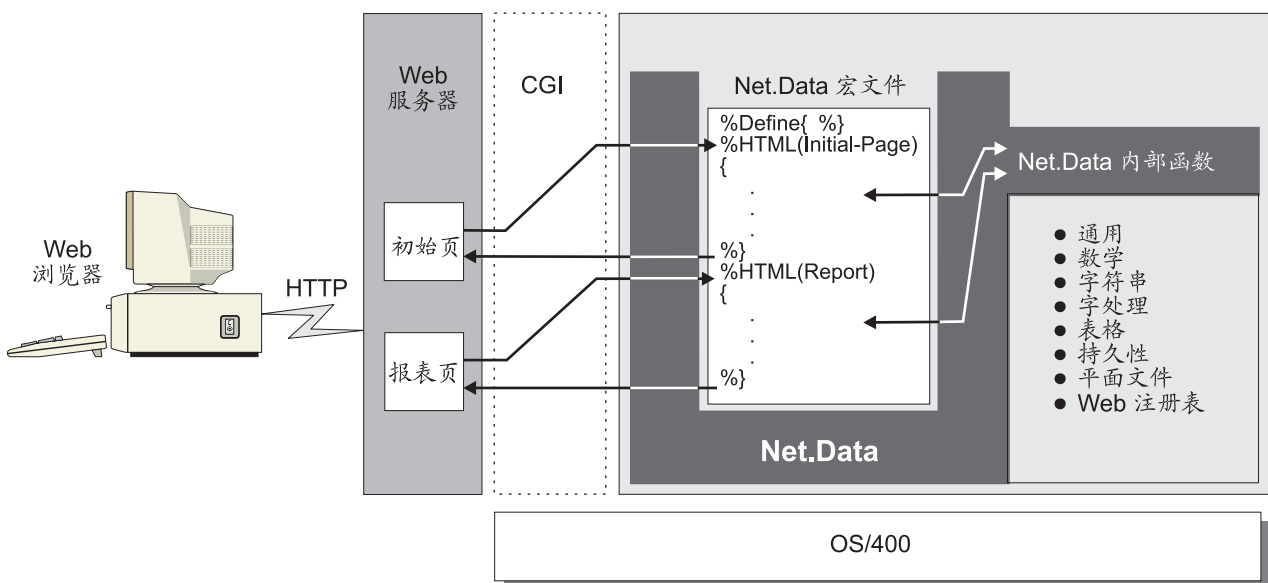 Web
浏览器
HTTP
Web
服务器
初始页
报表页
CGI
Net.Data 宏文件
%Define{ %}
%HTML(Initial-Page)
{
.
.
.
%}
%HTML(Report)
{
.
.
.
%}
Net.Data
Net.Data 内部函数
● 通用
● 数学
● 字符串
● 字处理
● 表格
● 持久性
● 平面文件
● Web 注册表
OS/400